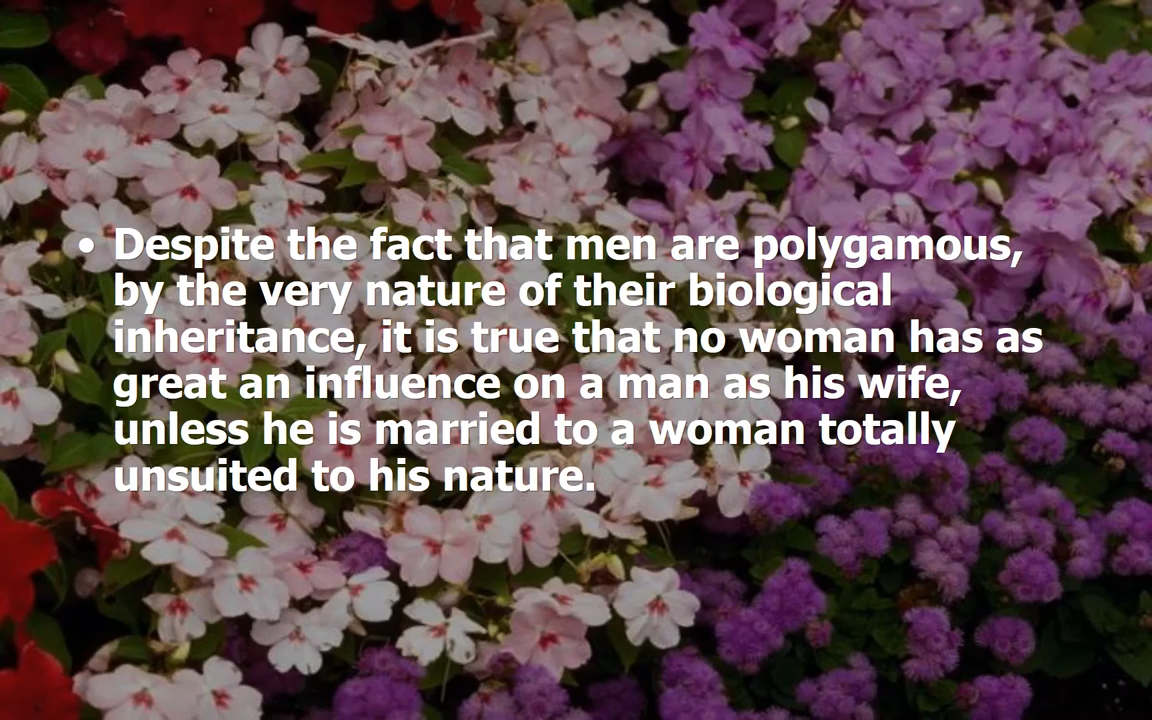 • Despite the fact that men are polygamous,
by the very nature of their biological
inheritance, it is true that no woman has as
great an influence on a man as his wife,
unless he is married to a woman totally
unsuited to his nature.